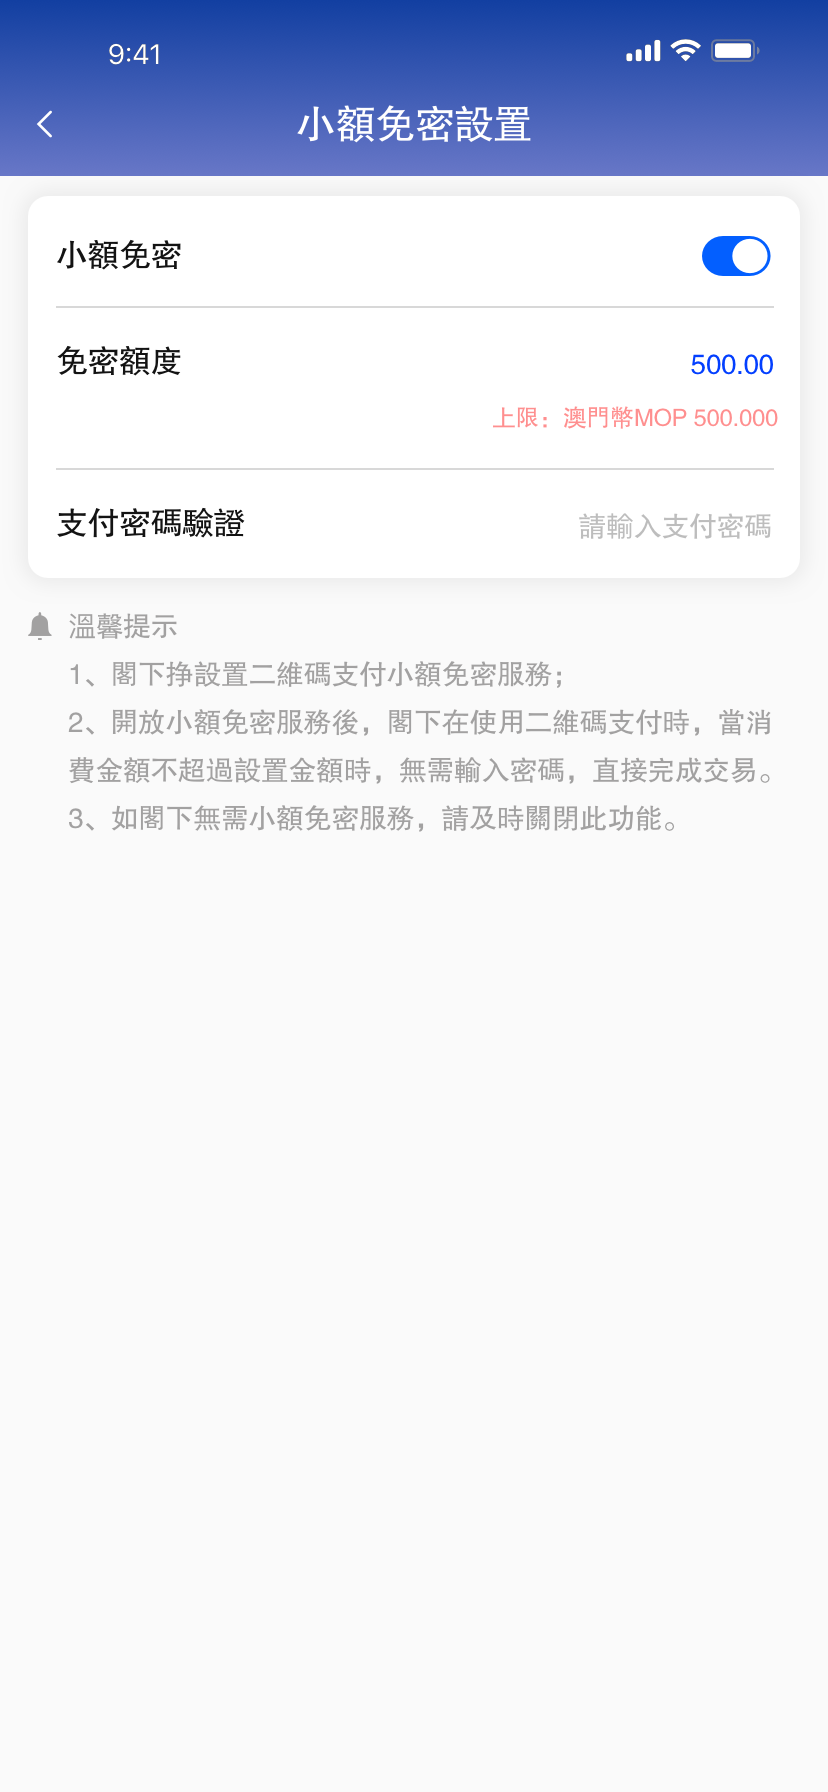 9:41
小額免密設置
小額免密
免密額度
500.00
上限：澳門幣MOP 500.000
支付密碼驗證
請輸入支付密碼
溫馨提示
1、閣下掙設置二維碼支付小額免密服務；
2、開放小額免密服務後，閣下在使用二維碼支付時，當消
費金額不超過設置金額時，無需輸入密碼，直接完成交易。
3、如閣下無需小額免密服務，請及時關閉此功能。